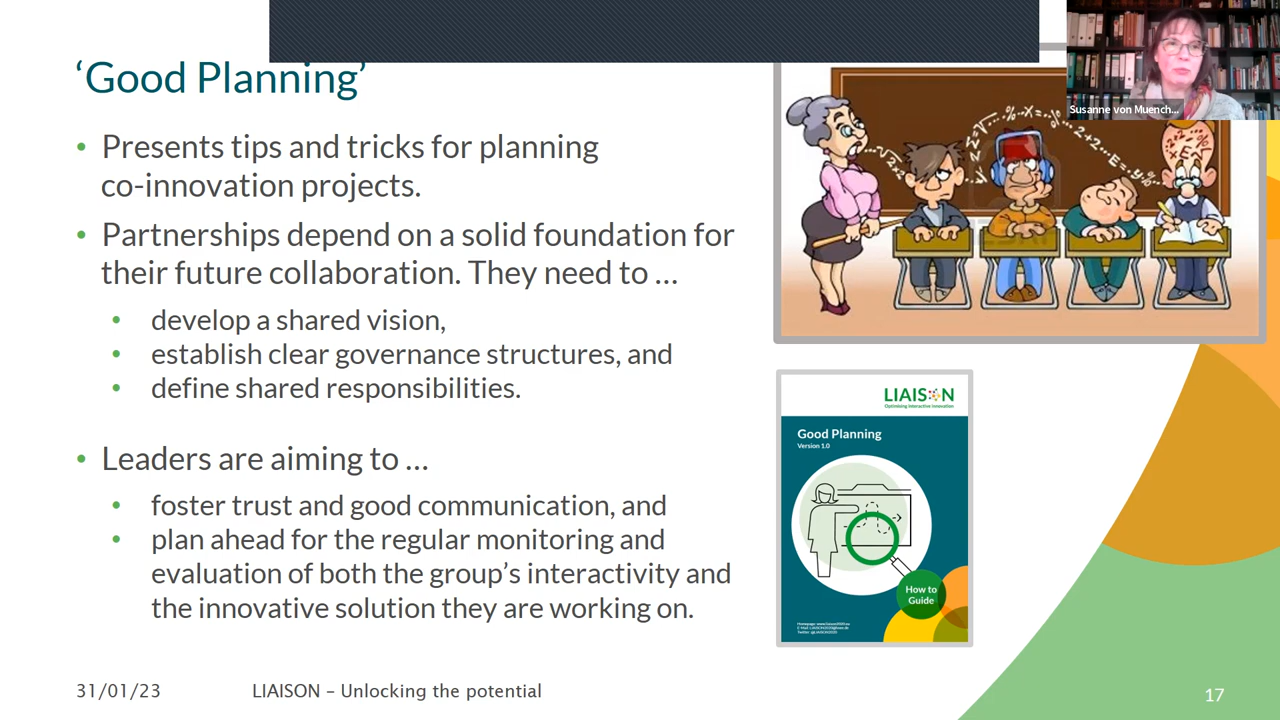 ‘Good Planning’
• Presents tips and tricks for planning
co-innovation projects.
• Partnerships depend on a solid foundation for
their future collaboration. They need to …
• develop a shared vision,
• establish clear governance structures, and
• define shared responsibilities.
• Leaders are aiming to …
• foster trust and good communication, and
• plan ahead for the regular monitoring and
evaluation of both the group’s interactivity and
the innovative solution they are working on.
31/01/23
LIAISON – Unlocking the potential
17
Susanne von Muench...
LIAISON
Optimising interactive innovation
Good Planning
Version 1.0
How to
Guide